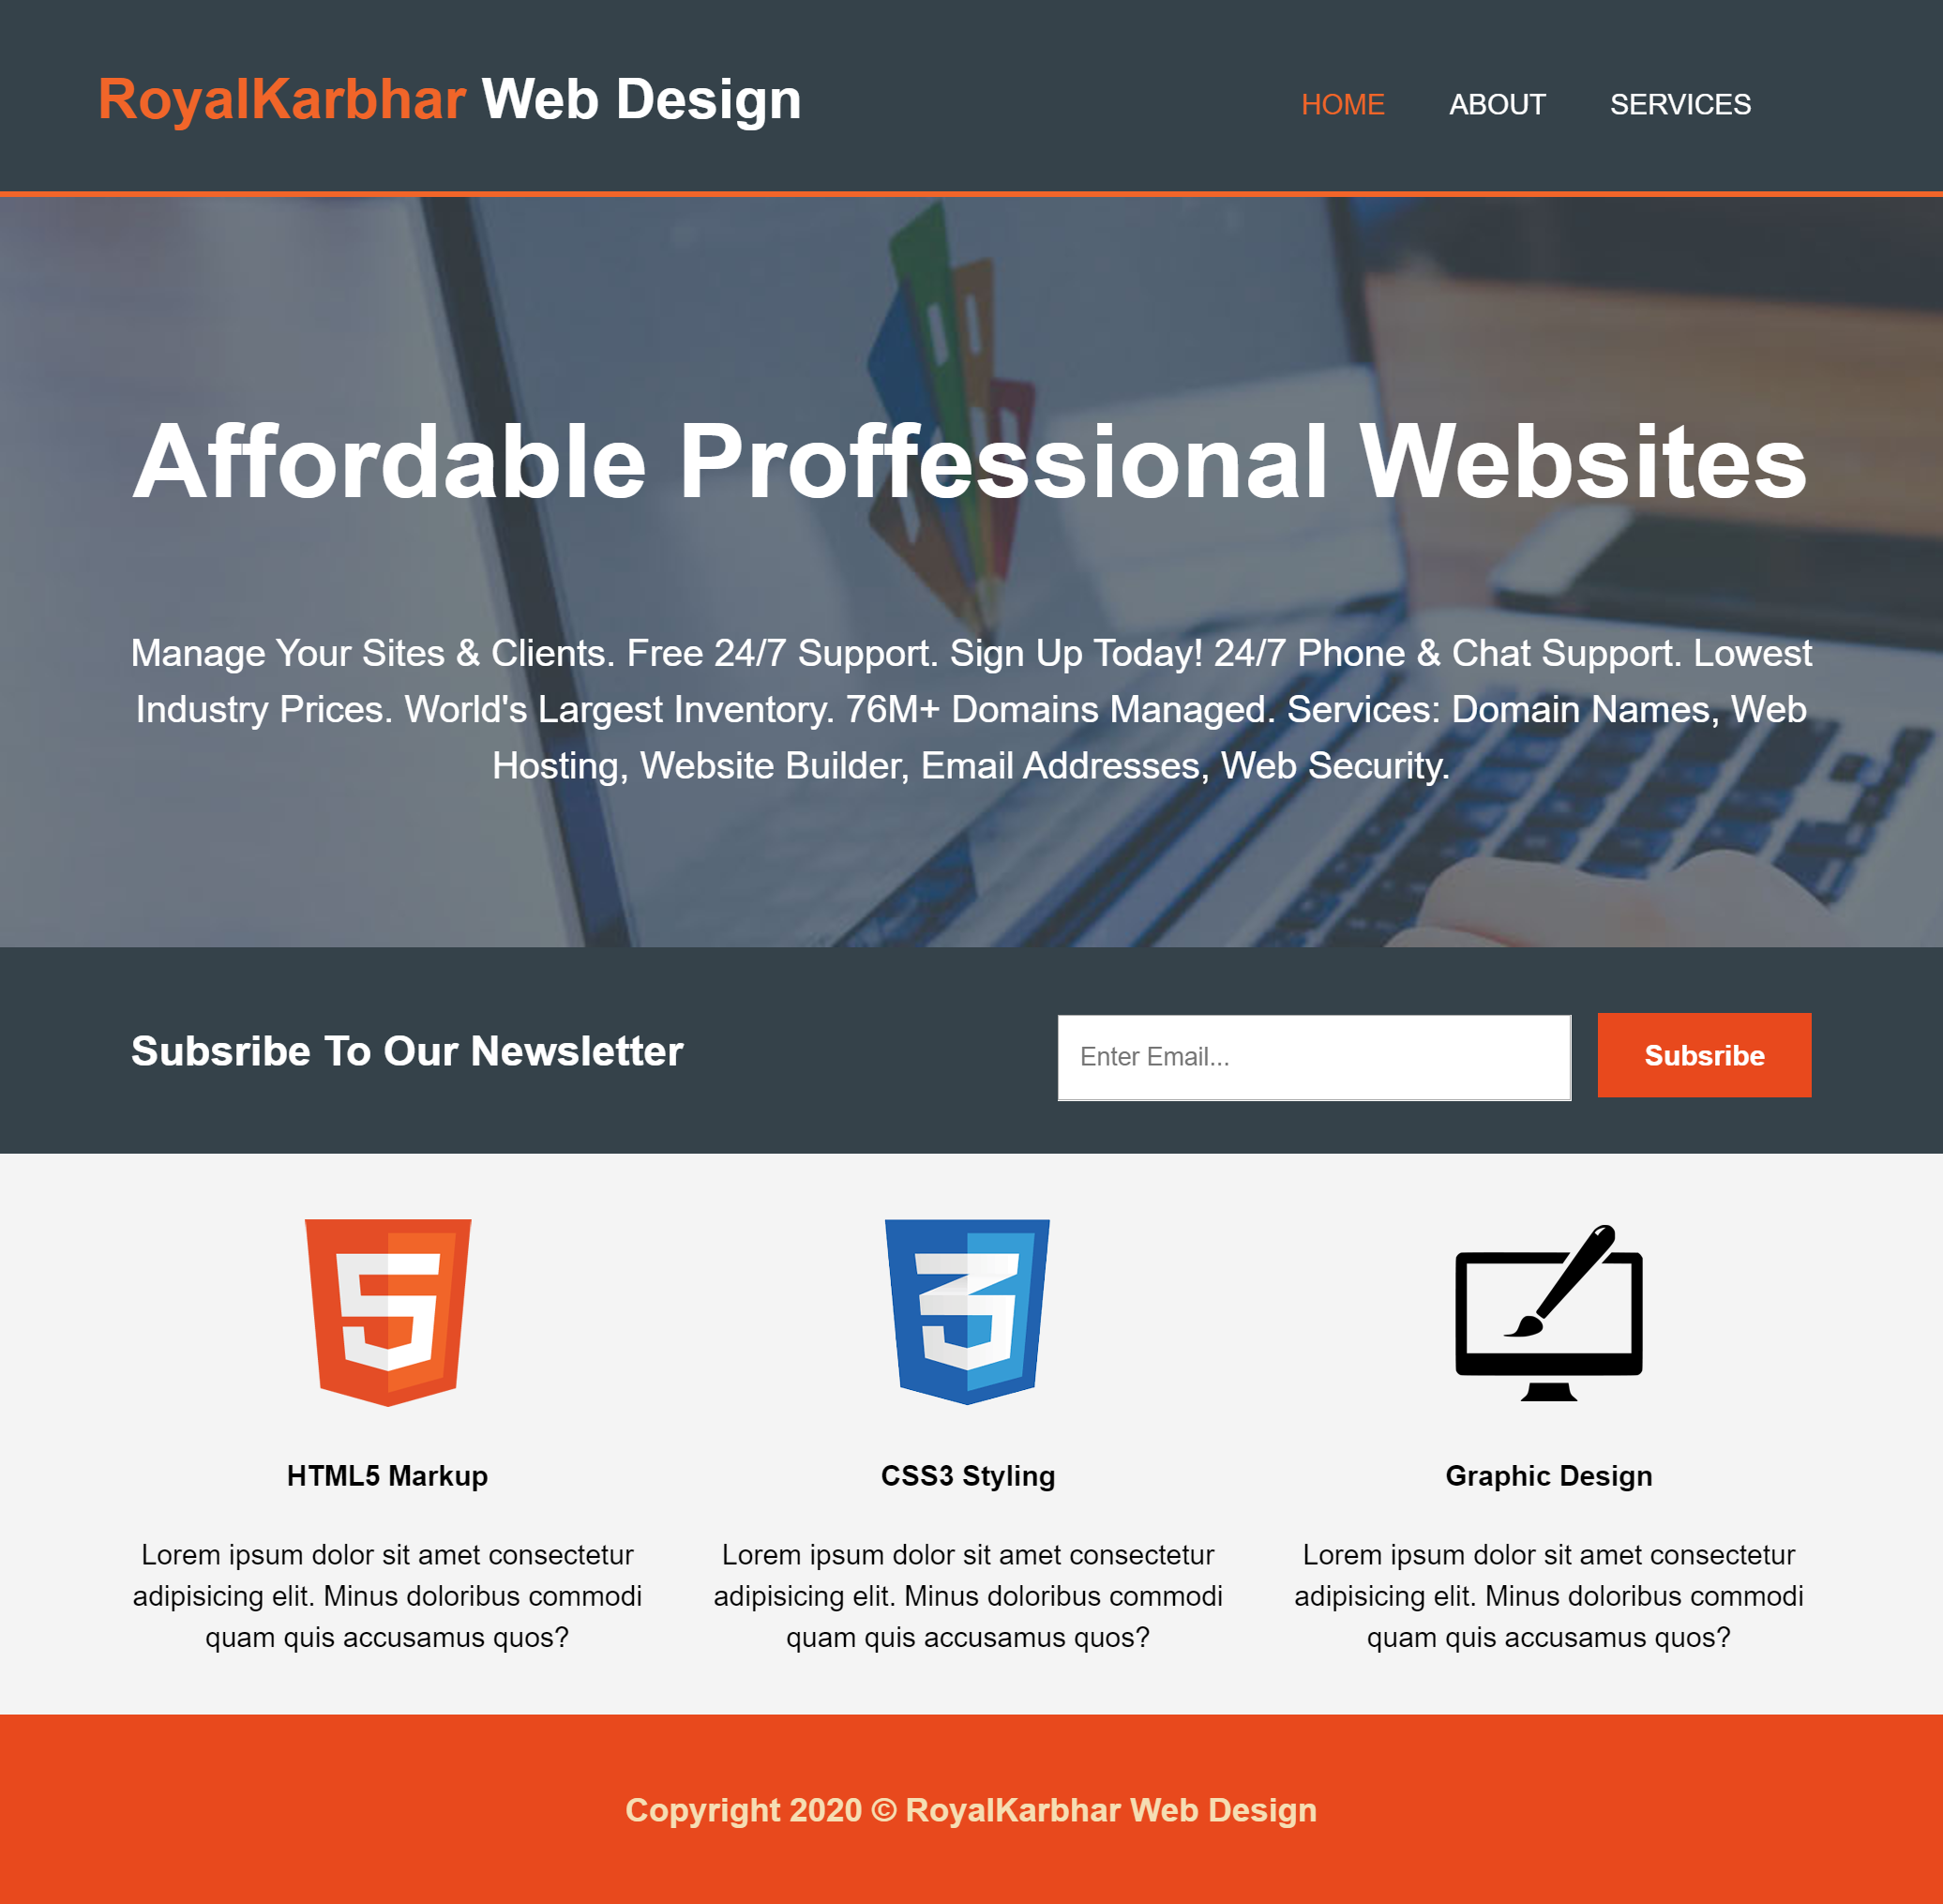 RoyalKarbhar Web Design
HOME ABOUT SERVICES
Affordable Proffessional Websites
Manage Your Sites & Clients. Free 24/7 Support. Sign Up Today! 24/7 Phone & Chat Support. Lowest
Industry Prices. World's Largest Inventory. 76M+ Domains Managed. Services: Domain Names, Web
Hosting, Website Builder, Email Addresses, Web Security.
Subsribe To Our Newsletter
Enter Email...
Subsribe
HTML5 Markup
Lorem ipsum dolor sit amet consectetur
adipisicing elit. Minus doloribus commodi
quam quis accusamus quos?
CSS3 Styling
Lorem ipsum dolor sit amet consectetur
adipisicing elit. Minus doloribus commodi
quam quis accusamus quos?
Graphic Design
Lorem ipsum dolor sit amet consectetur
adipisicing elit. Minus doloribus commodi
quam quis accusamus quos?
Copyright 2020 © RoyalKarbhar Web Design